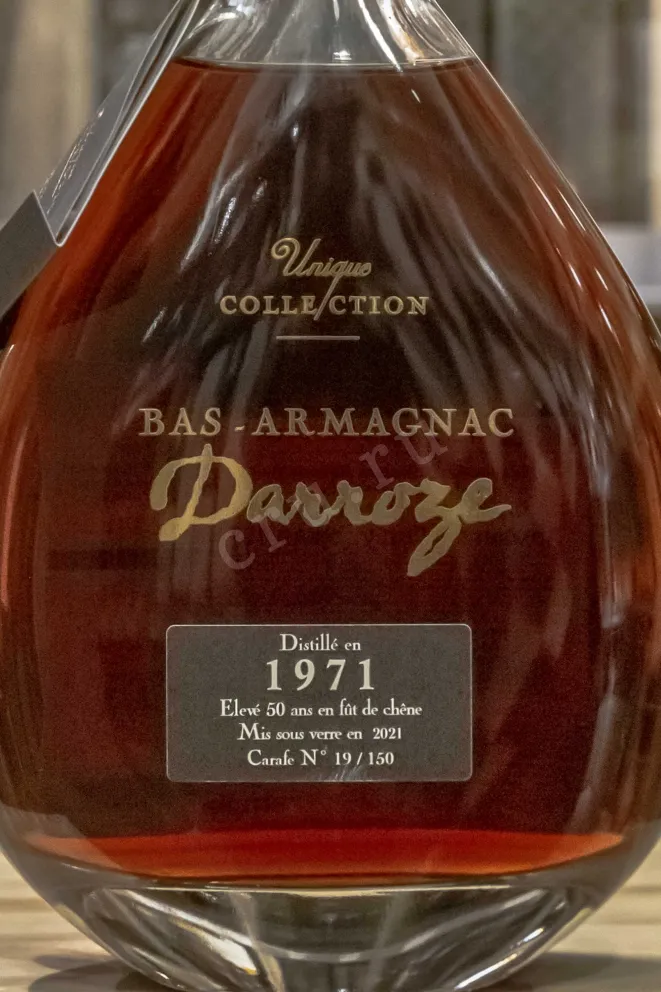 Unique
COLLECTION
BAS-ARMAGNAC
Darroze
Distillé en
1971
Elevé 50 ans en fût de chêne
Mis sous verre en 2021
Carafe N° 19 / 150